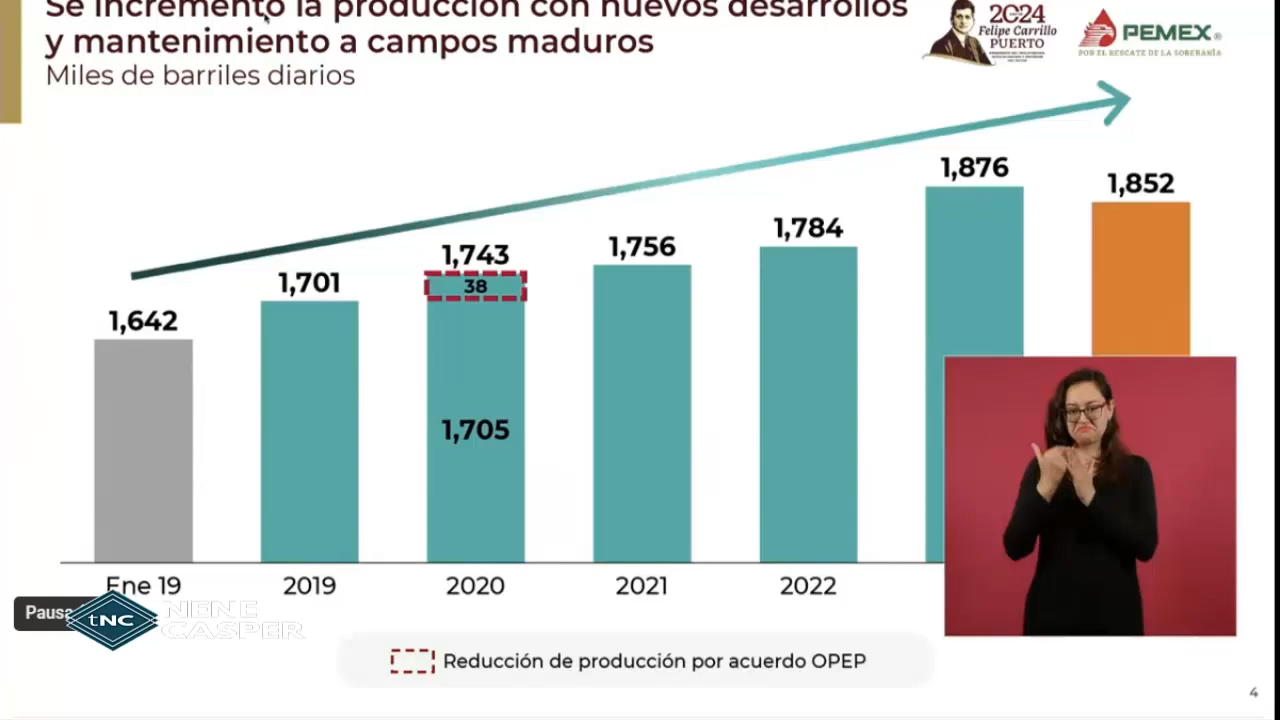 Se incrementó la producción con nuevos desarrollos
y mantenimiento a campos maduros
Miles de barriles diarios
2024
Felipe Carrillo
PUERTO
PEMEX®
POR EL RESCATE DE LA SOBERANÍA
1,642
1,701
1,743
38
1,705
1,756
1,784
1,876
1,852
Ene 19
2019
2020
2021
2022
Pausa
tNC
NENE
CASPER
Reducción de producción por acuerdo OPEP
4